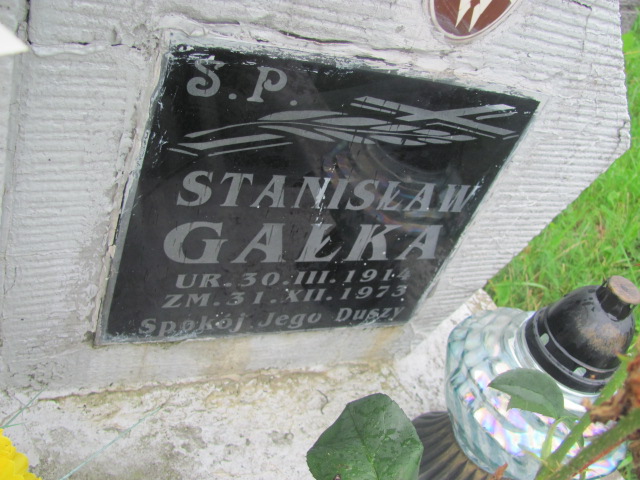 Ś.P.
STANISŁAW
GAŁKA
UR. 30. III. 1914
ZM. 31. XII. 1973
Spokój Jego Duszy